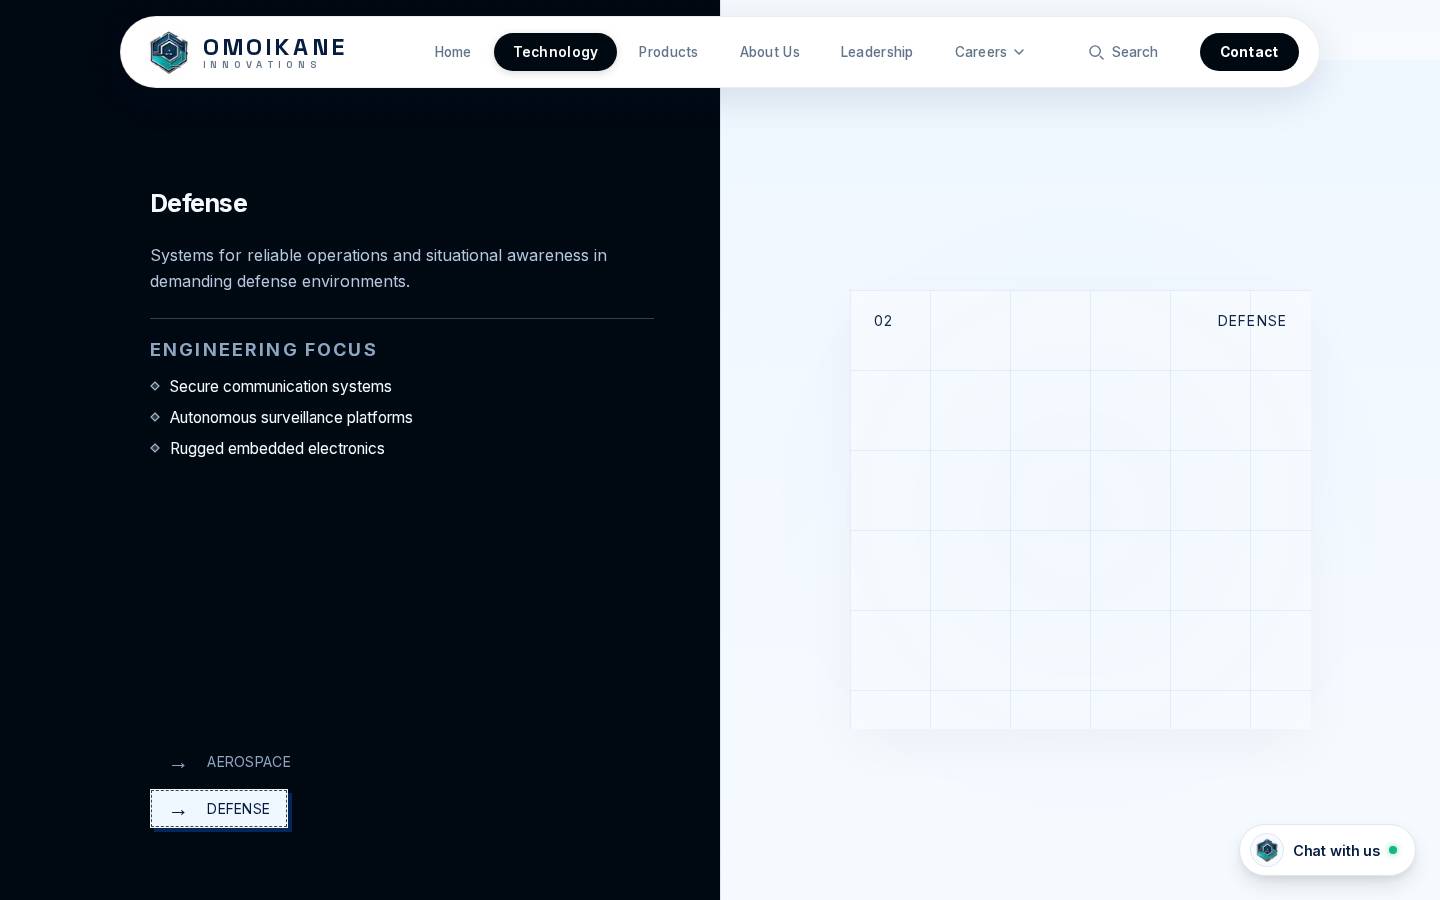 OMOIKANE
INNOVATIONS
Home
Technology
Products
About Us
Leadership
Careers
Search
Contact
Defense
Systems for reliable operations and situational awareness in
demanding defense environments.
ENGINEERING FOCUS
Secure communication systems
Autonomous surveillance platforms
Rugged embedded electronics
→ AEROSPACE
→ DEFENSE
02
DEFENSE
Chat with us